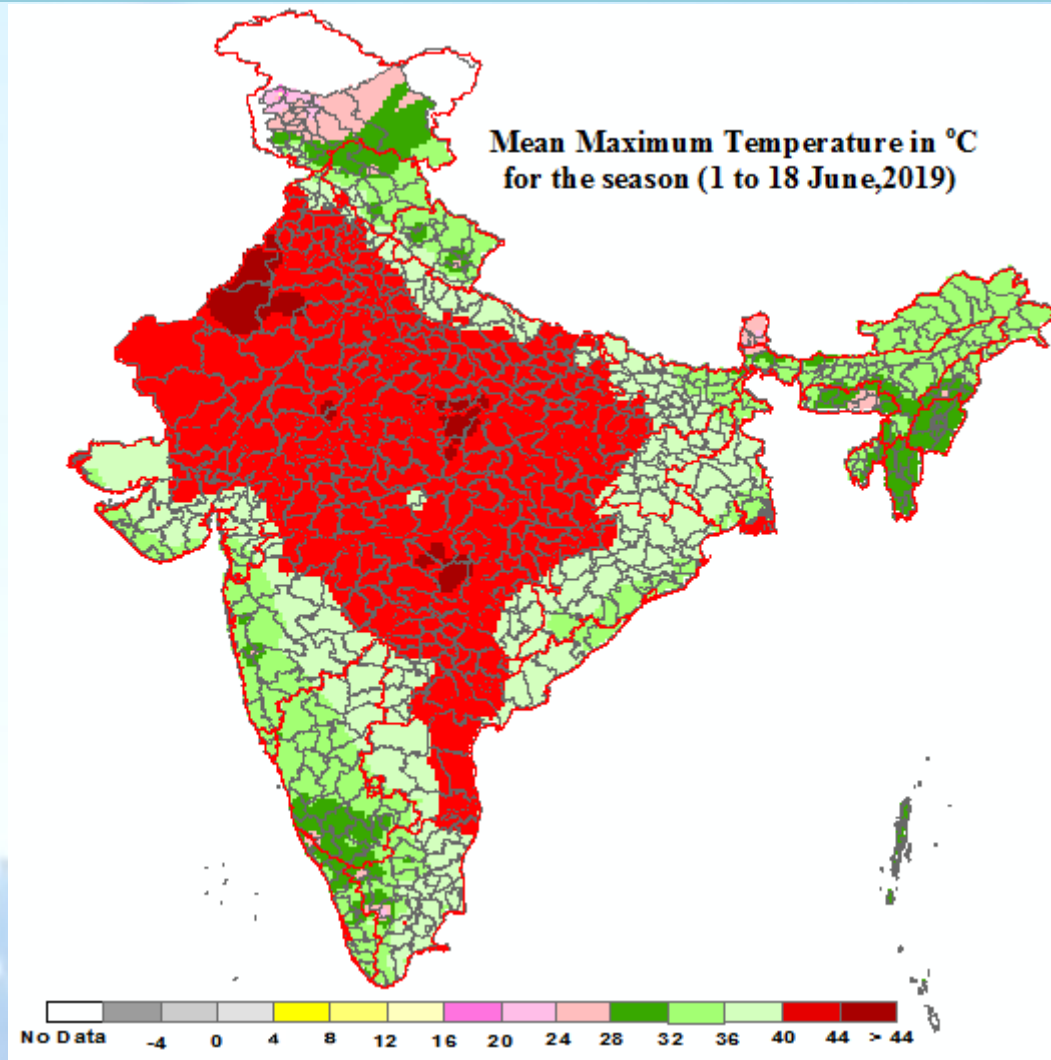 Mean Maximum Temperature in °C
for the season (1 to 18 June,2019)
No Data -4 0 4 8 12 16 20 24 28 32 36 40 44 > 44